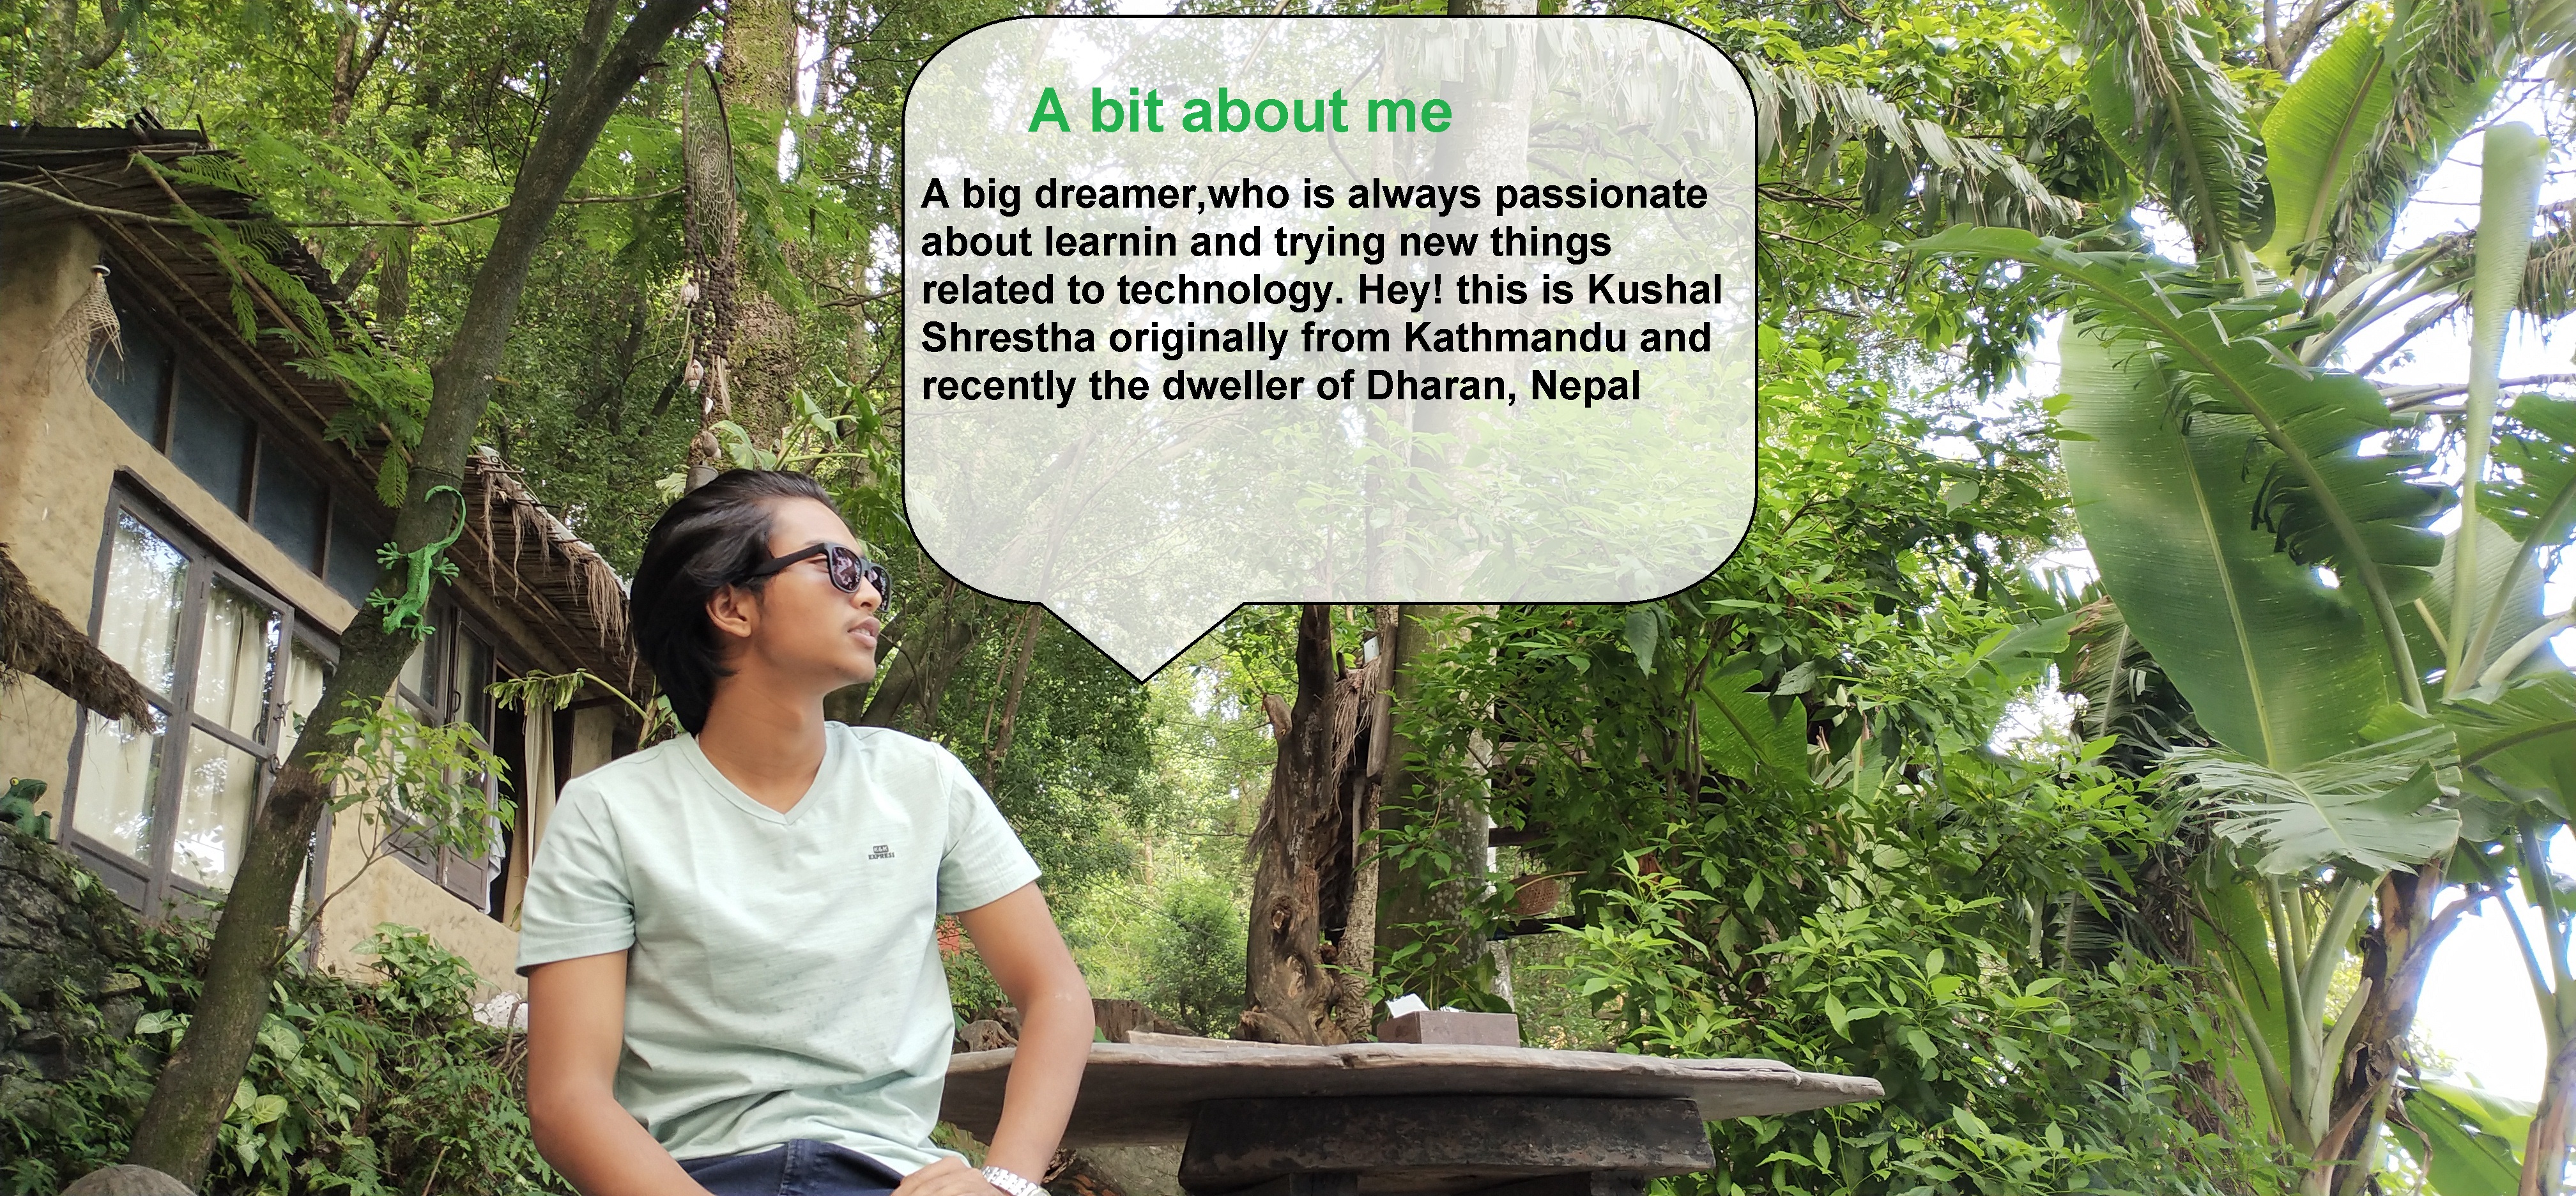 A bit about me
A big dreamer,who is always passionate
about learnin and trying new things
related to technology. Hey! this is Kushal
Shrestha originally from Kathmandu and
recently the dweller of Dharan, Nepal